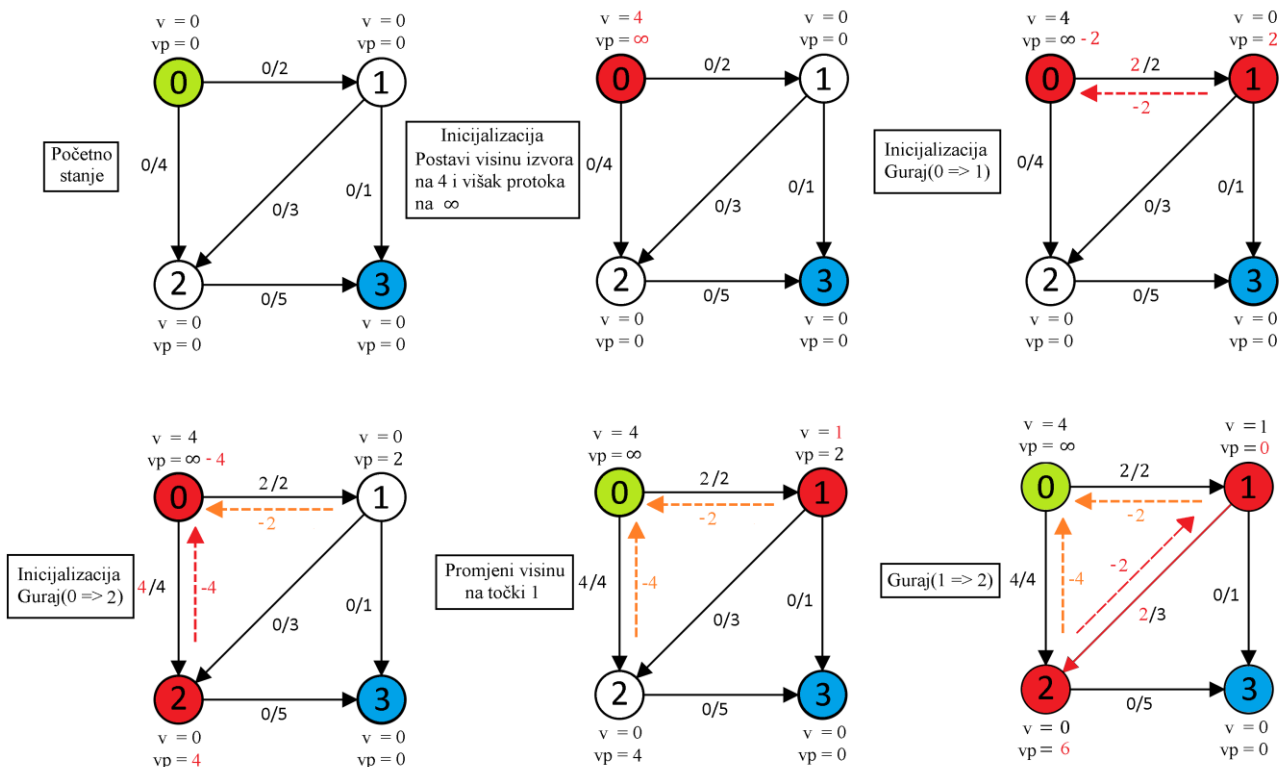 v = 0
vp = 0
v = 0
vp = 0
0
0/2
1
Početno
stanje
0/4
0/3
0/1
2
0/5
3
v = 0
vp = 0
v = 0
vp = 0
v = 4
vp = ∞
v = 0
vp = 0
0
0/2
1
Inicijalizacija
Postavi visinu izvora
na 4 i višak protoka
na ∞
0/4
0/3
0/1
2
0/5
3
v = 0
vp = 0
v = 0
vp = 0
v = 4
vp = ∞ -2
v = 0
vp = 2
0
2/2
1
-2
Inicijalizacija
Guraj(0 => 1)
0/4
0/3
0/1
2
0/5
3
v = 0
vp = 0
v = 0
vp = 0
v = 4
vp = ∞ - 4
v = 0
vp = 2
0
2/2
1
-2
Inicijalizacija
Guraj(0 => 2)
4/4
-4
0/3
0/1
2
0/5
3
v = 0
vp = 4
v = 0
vp = 0
v = 4
vp = ∞
v = 1
vp = 2
0
2/2
1
-2
Promjeni visinu
na točki 1
4/4
-4
0/3
0/1
2
0/5
3
v = 0
vp = 4
v = 0
vp = 0
v = 4
vp = ∞
v = 1
vp = 0
0
2/2
1
-2
Guraj(1 => 2)
4/4
-4
-2
2/3
0/1
2
0/5
3
v = 0
vp = 6
v = 0
vp = 0